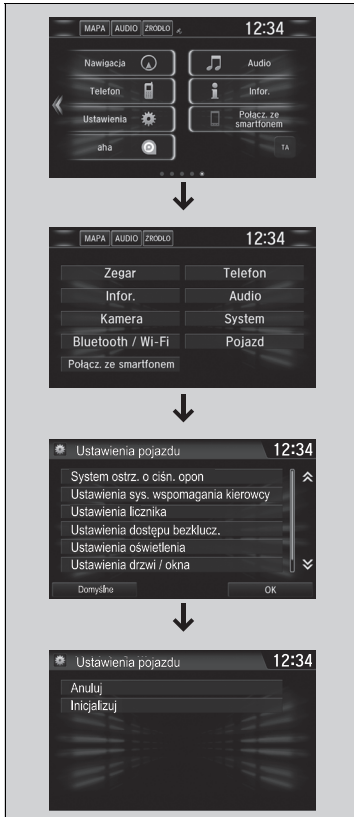 MAPA AUDIO ŹRÓDŁO 12:34
Nawigacja Audio
Telefon Infor.
Ustawienia Połącz. ze smartfonem
aha TA
MAPA AUDIO ŹRÓDŁO 12:34
Zegar Telefon
Infor. Audio
Kamera System
Bluetooth / Wi-Fi Pojazd
Połącz. ze smartfonem
Ustawienia pojazdu 12:34
System ostrz. o ciśn. opon
Ustawienia sys. wspomagania kierowcy
Ustawienia licznika
Ustawienia dostępu bezklucz.
Ustawienia oświetlenia
Ustawienia drzwi / okna
Domyślne OK
Ustawienia pojazdu 12:34
Anuluj
Inicjalizuj